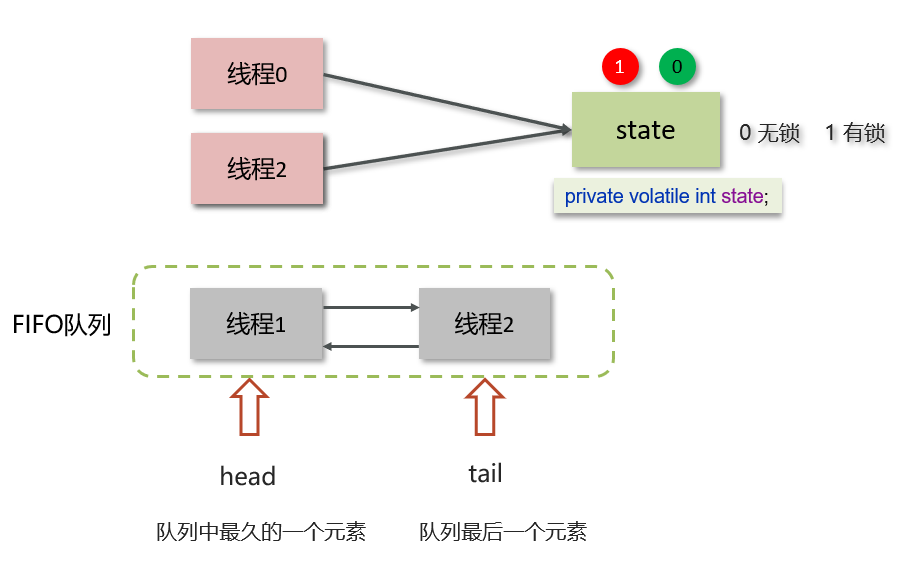 线程0
1 0
state
0 无锁 1 有锁
线程2
private volatile int state;
FIFO队列
线程1
线程2
head
tail
队列中最久的一个元素
队列最后一个元素